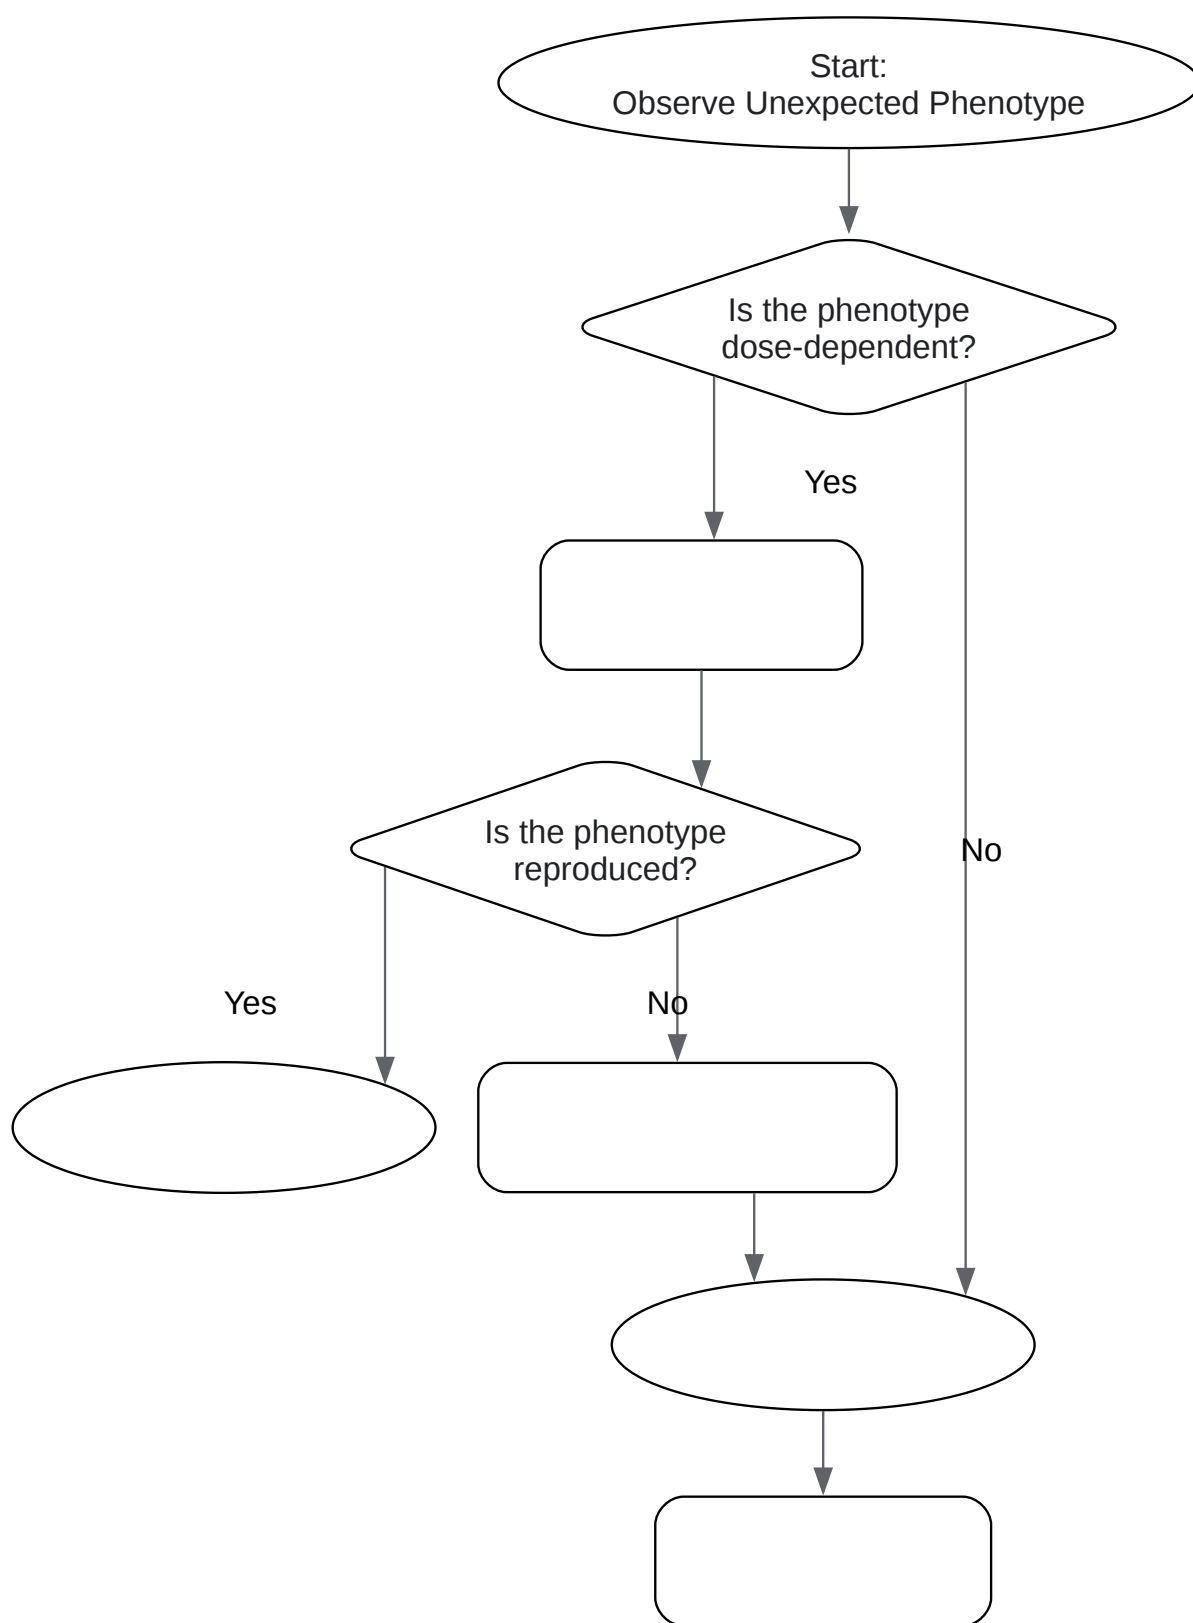 Start:
Observe Unexpected Phenotype
Is the phenotype
dose-dependent?
Yes
Is the phenotype
reproduced?
No
Yes
No